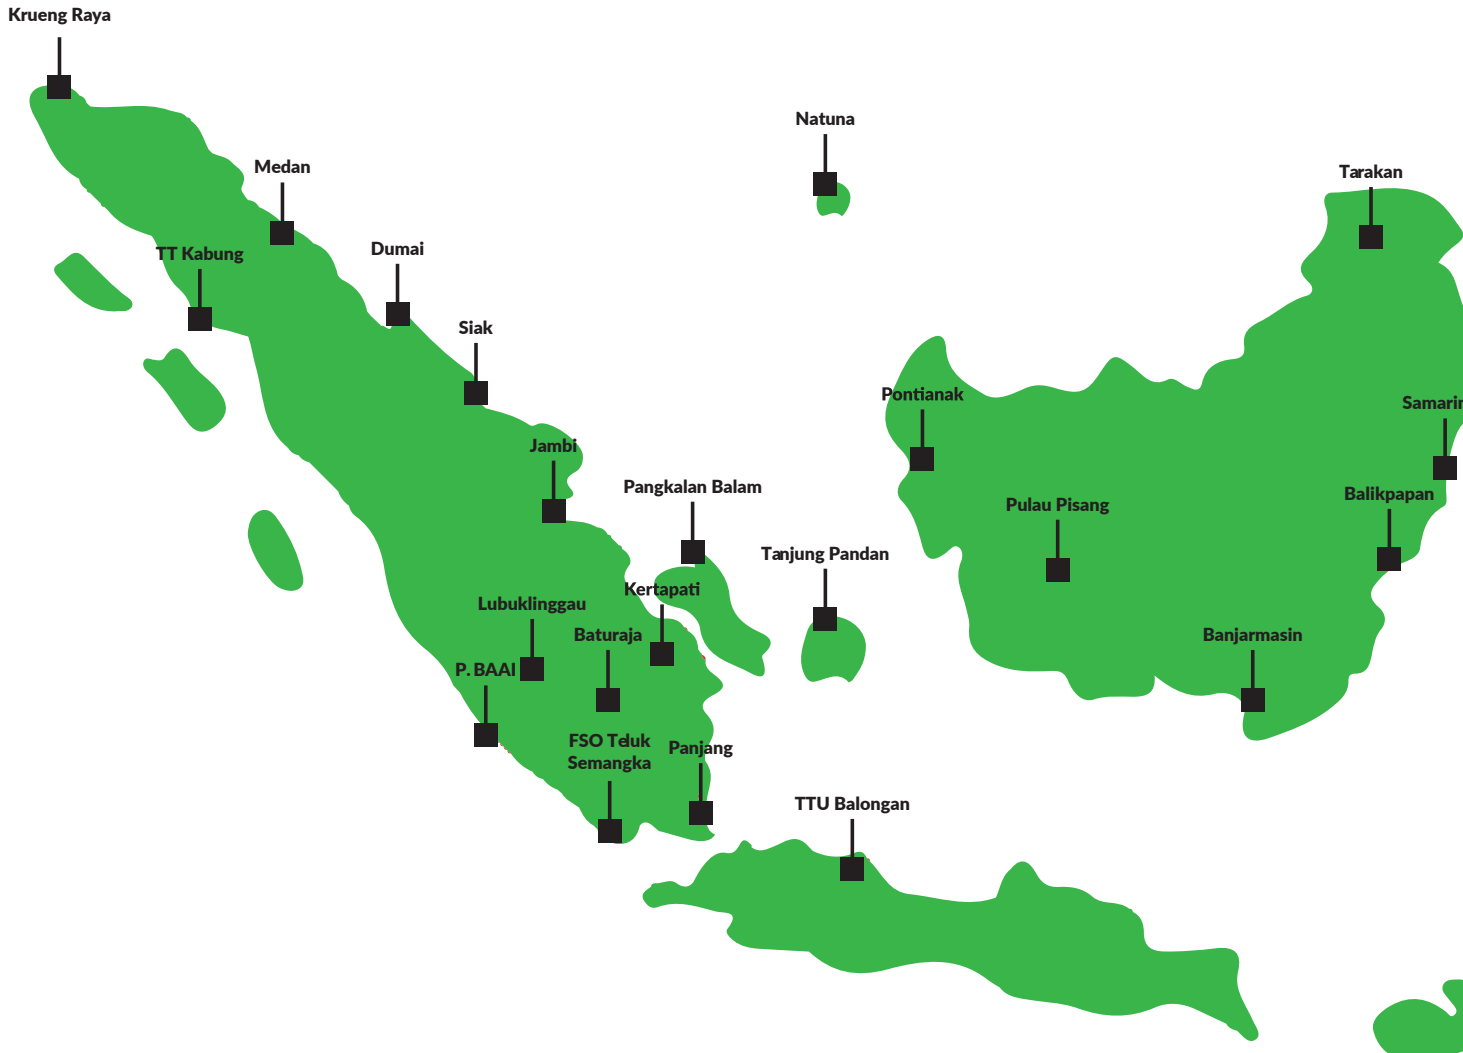 Krueng Raya
Natuna
Medan
Tarakan
TT Kabung
Dumai
Siak
Pontianak
Samarin
Jambi
Pangkalan Balam
Balikpapan
Pulau Pisang
Tanjung Pandan
Kertapati
Lubuklinggau
Baturaja
Banjarmasin
P. BAAI
FSO Teluk
Semangka
Panjang
TTU Balongan